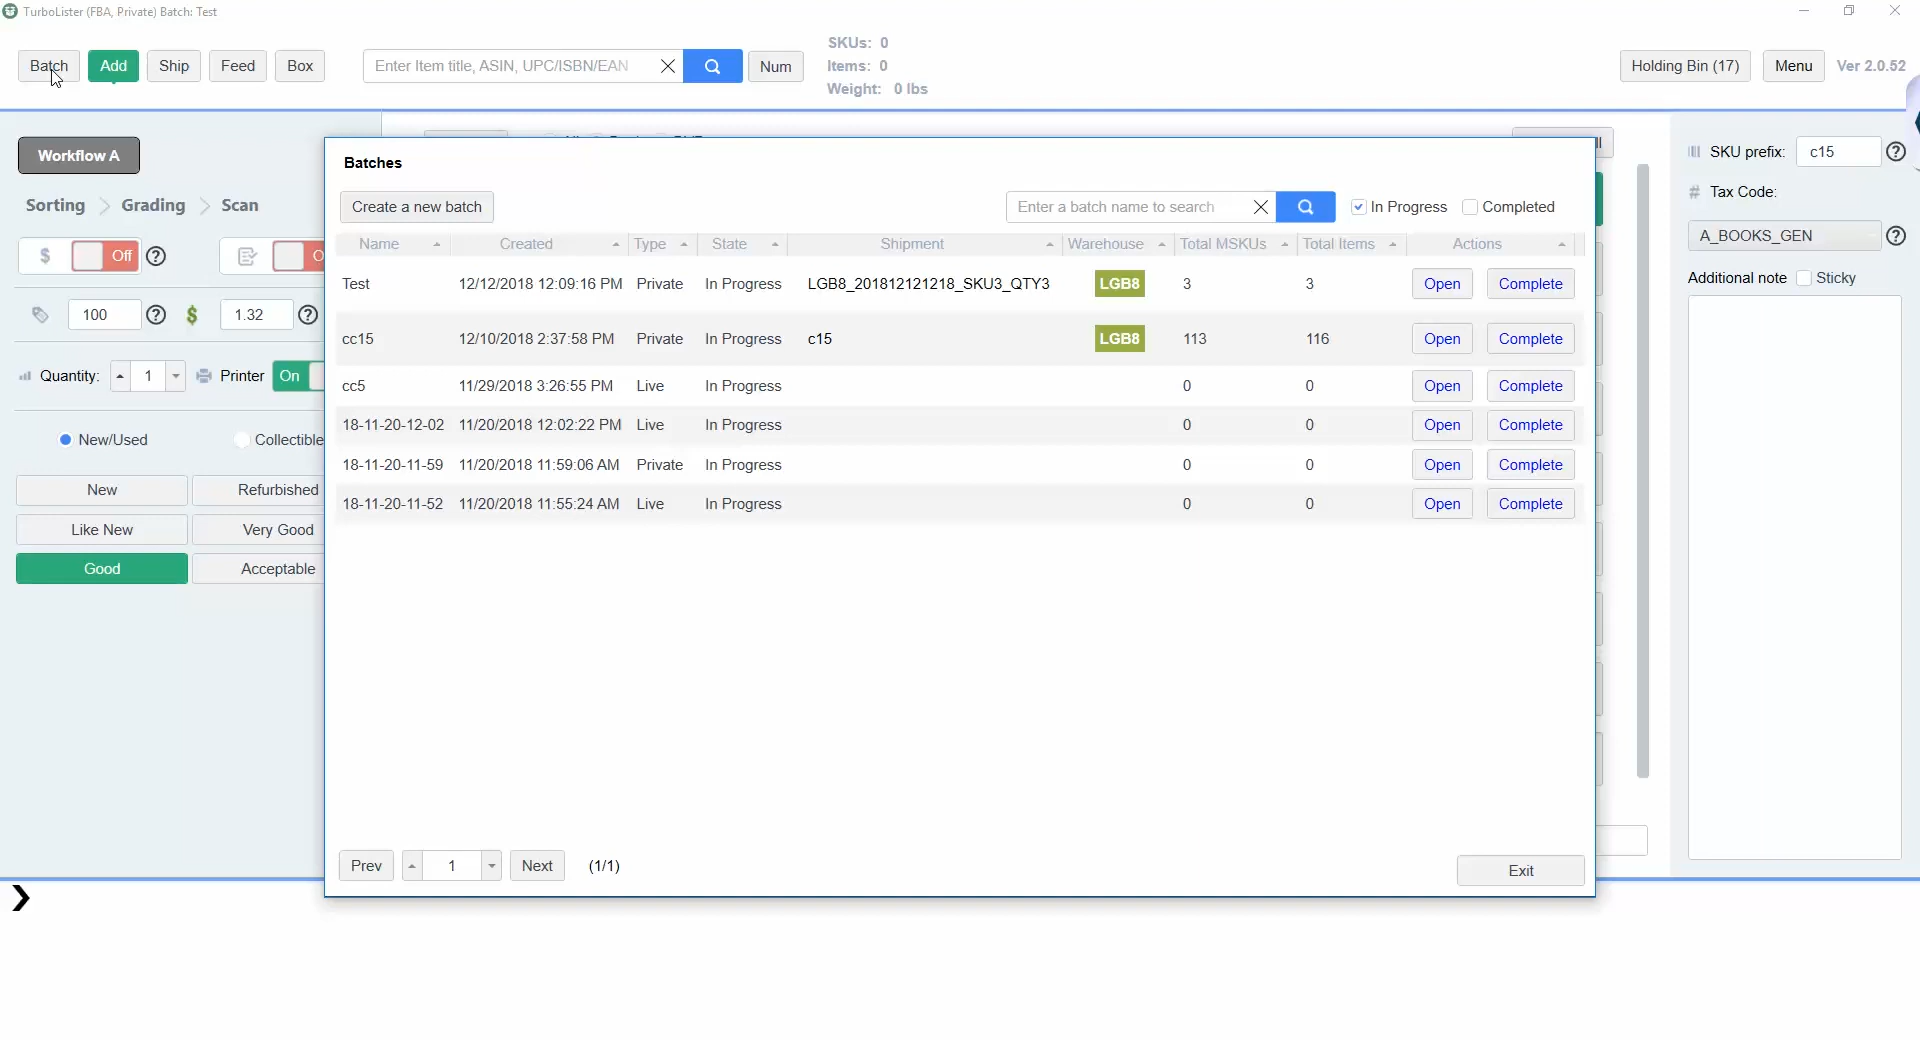 TurboLister (FBA, Private) Batch: Test
Batch Add Ship Feed Box Enter Item title, ASIN, UPC/ISBN/EAN Num
SKUs: 0
Items: 0
Weight: 0 lbs
Holding Bin (17) Menu Ver 2.0.52
Workflow A
Sorting Grading Scan
$ Off
100 $ 1.32
Quantity: 1 Printer On
New/Used Collectible
New Refurbished
Like New Very Good
Good Acceptable
Batches
Create a new batch Enter a batch name to search In Progress Completed
Name Created Type State Shipment Warehouse Total MSKUs Total Items Actions
Test 12/12/2018 12:09:16 PM Private In Progress LGB8_201812121218_SKU3_QTY3 LGB8 3 3 Open Complete
cc15 12/10/2018 2:37:58 PM Private In Progress c15 LGB8 113 116 Open Complete
cc5 11/29/2018 3:26:55 PM Live In Progress 0 0 Open Complete
18-11-20-12-02 11/20/2018 12:02:22 PM Live In Progress 0 0 Open Complete
18-11-20-11-59 11/20/2018 11:59:06 AM Private In Progress 0 0 Open Complete
18-11-20-11-52 11/20/2018 11:55:24 AM Live In Progress 0 0 Open Complete
Prev 1 Next (1/1)
Exit
SKU prefix: c15
# Tax Code:
A_BOOKS_GEN
Additional note Sticky